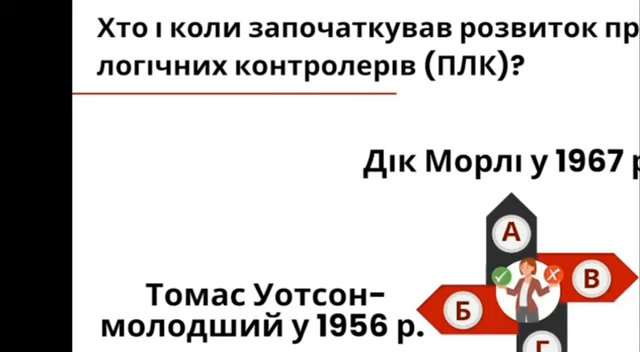 Хто і коли започаткував розвиток пр
логічних контролерів (ПЛК)?
Дік Морлі у 1967 р
А
В
Томас Уотсон-
молодший у 1956 р.
Б
Г